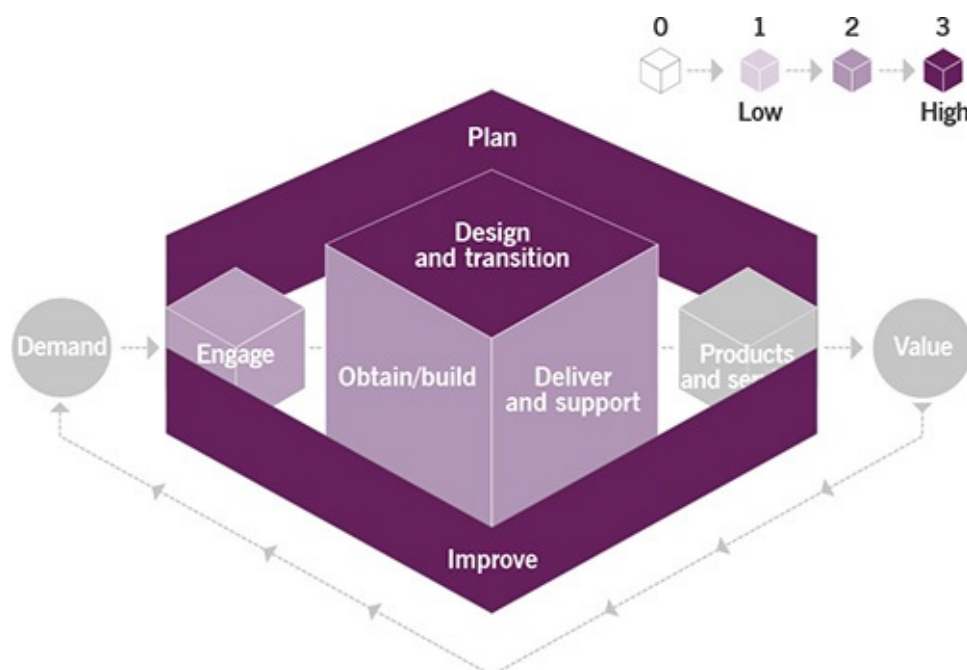 0 1 2 3
Low High
Plan
Design
and transition
Demand
Engage
Obtain/build
Deliver
and support
Products
and
Value
Improve